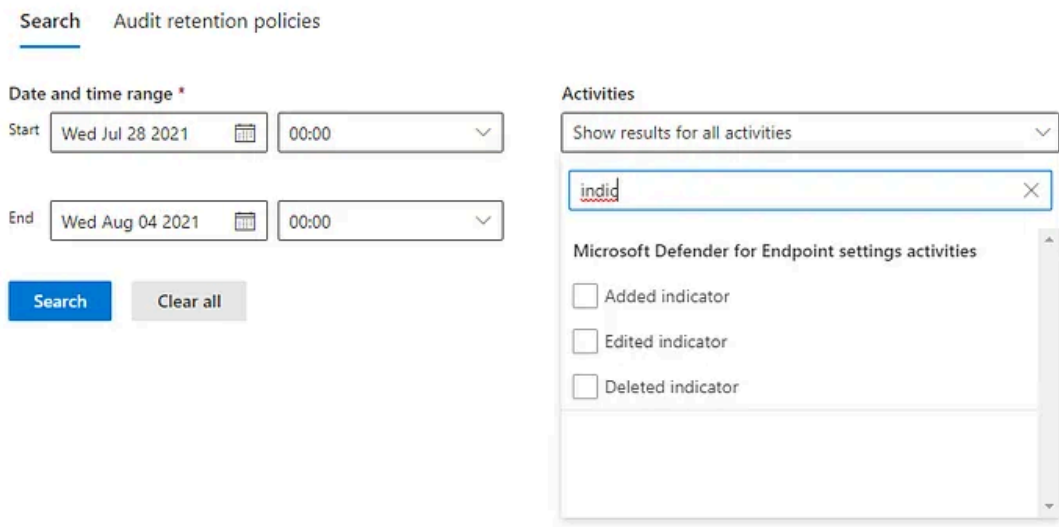 Search Audit retention policies
Date and time range *
Start Wed Jul 28 2021 00:00
End Wed Aug 04 2021 00:00
Search Clear all
Activities
Show results for all activities
indic
Microsoft Defender for Endpoint settings activities
Added indicator
Edited indicator
Deleted indicator